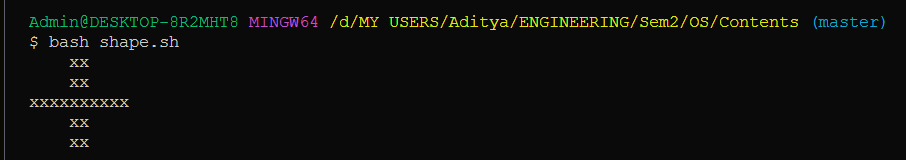 Admin@DESKTOP-8R2MHT8 MINGW64 /d/MY USERS/Aditya/ENGINEERING/Sem2/OS/Contents (master)
$ bash shape.sh
    xx
    xx
xxxxxxxxxx
    xx
    xx